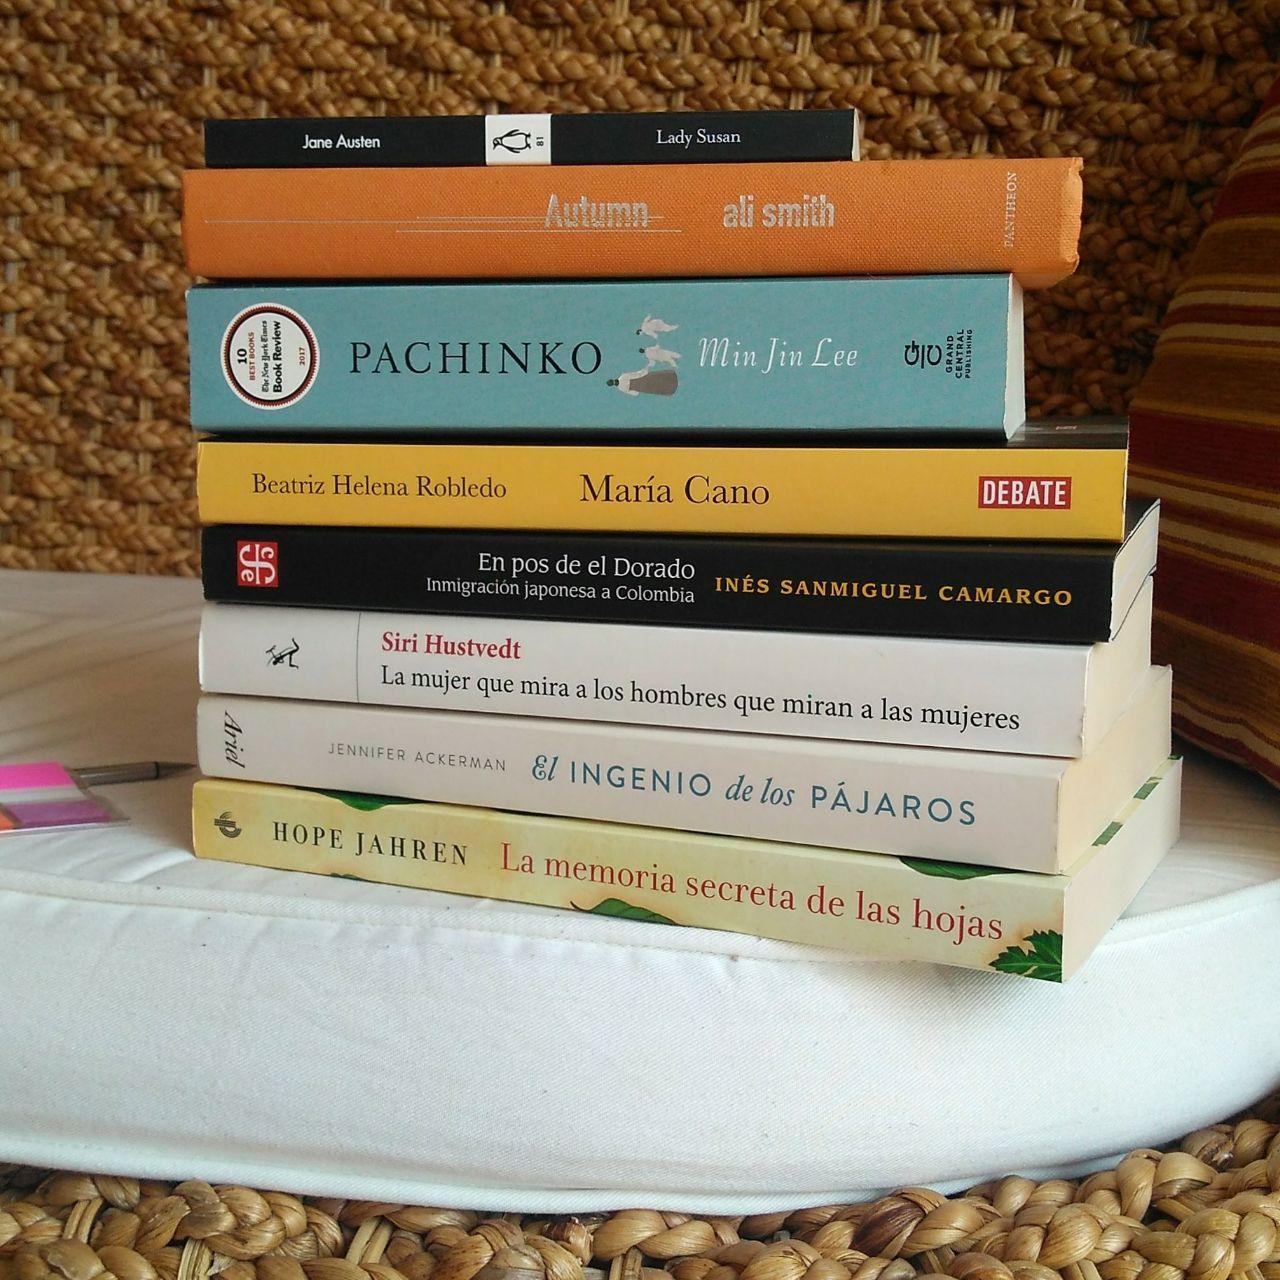 Jane Austen
81
Lady Susan
Autumn
ali smith
PANTHEON
10
BEST BOOKS
The New York Times
Book Review
2017
PACHINKO
Min Jin Lee
GRAND
CENTRAL
PUBLISHING
Beatriz Helena Robledo
María Cano
DEBATE
En pos de el Dorado
Inmigración japonesa a Colombia
INÉS SANMIGUEL CAMARGO
Siri Hustvedt
La mujer que mira a los hombres que miran a las mujeres
Ariel
JENNIFER ACKERMAN
El INGENIO de los PÁJAROS
HOPE JAHREN
La memoria secreta de las hojas